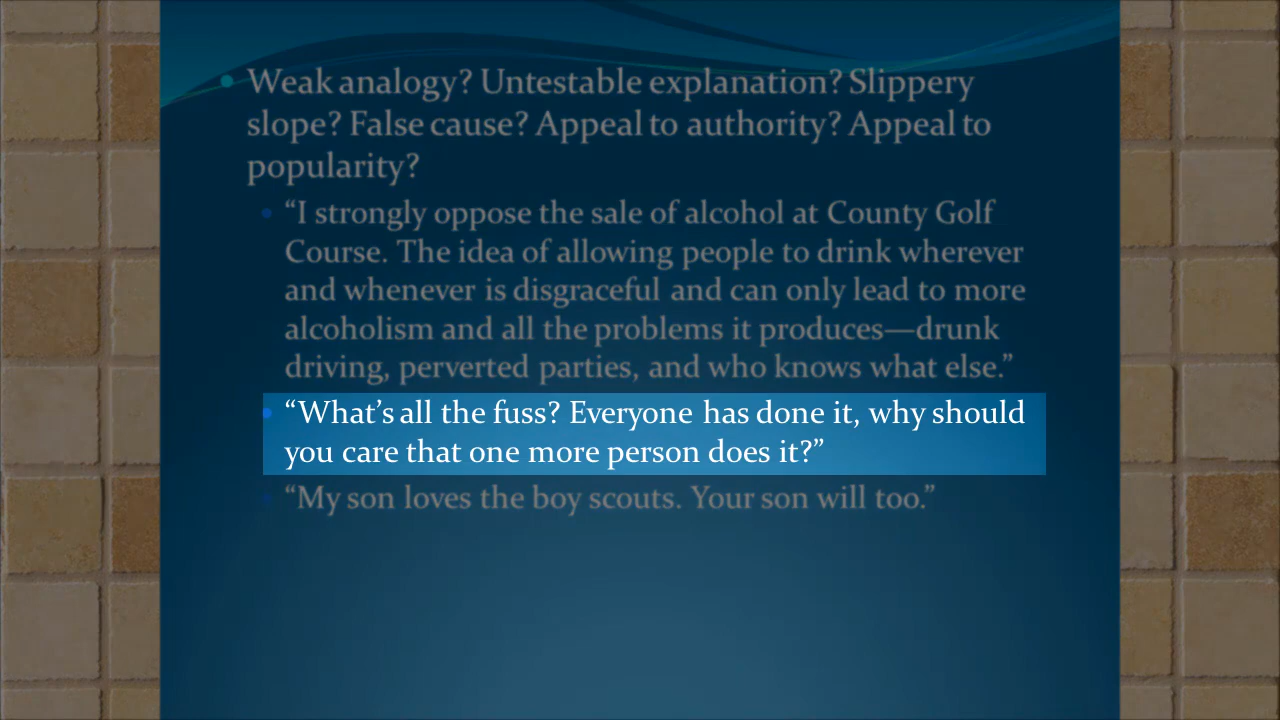 Weak analogy? Untestable explanation? Slippery
slope? False cause? Appeal to authority? Appeal to
popularity?
“I strongly oppose the sale of alcohol at County Golf
Course. The idea of allowing people to drink wherever
and whenever is disgraceful and can only lead to more
alcoholism and all the problems it produces—drunk
driving, perverted parties, and who knows what else.”
“What’s all the fuss? Everyone has done it, why should
you care that one more person does it?”
“My son loves the boy scouts. Your son will too.”